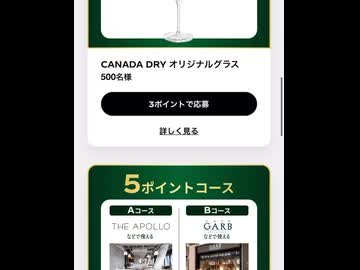 CANADA DRY オリジナルグラス
500名様
3ポイントで応募
詳しく見る
5ポイントコース
Aコース
Bコース
THE APOLLO
などで使える
GARB
などで使える